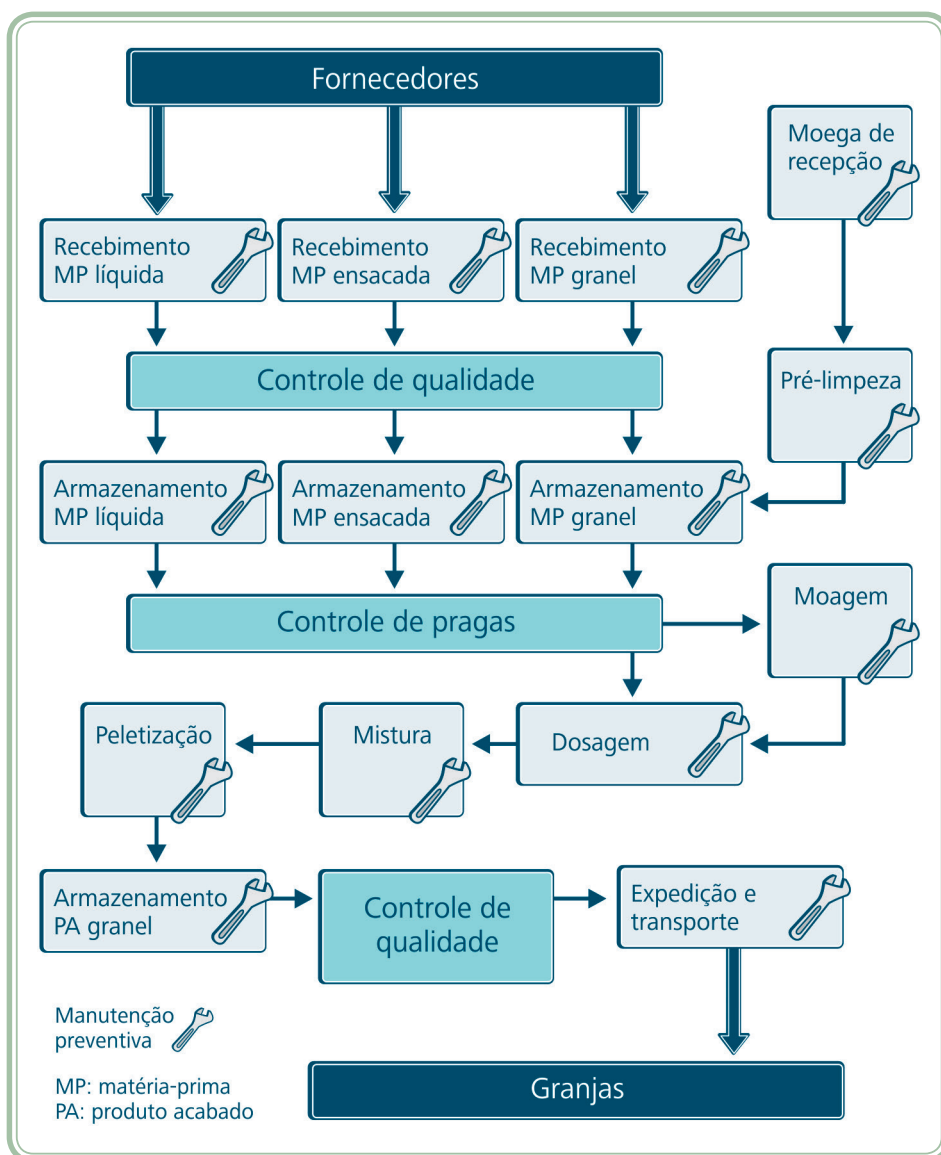 Fornecedores
Moega de
recepção
Recebimento
MP líquida
Recebimento
MP ensacada
Recebimento
MP granel
Controle de qualidade
Pré-limpeza
Armazenamento
MP líquida
Armazenamento
MP ensacada
Armazenamento
MP granel
Controle de pragas
Moagem
Peletização
Mistura
Dosagem
Armazenamento
PA granel
Controle de
qualidade
Expedição e
transporte
Manutenção
preventiva
MP: matéria-prima
PA: produto acabado
Granjas